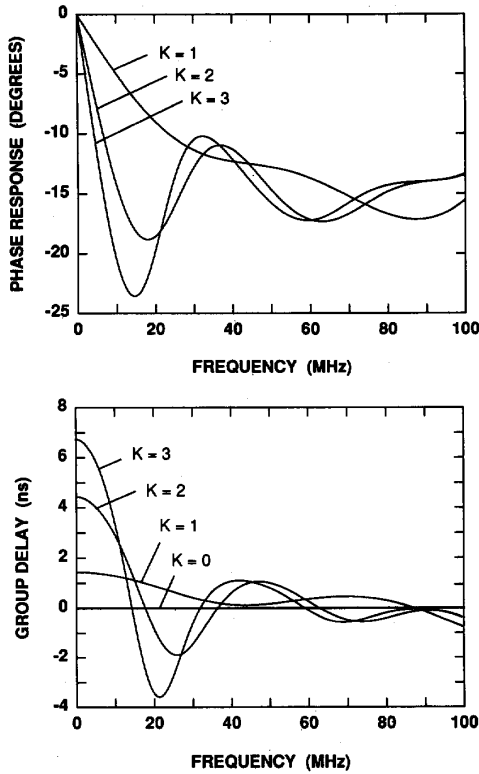 0
-5
-10
-15
-20
-25
PHASE RESPONSE (DEGREES)
K = 1
K = 2
K = 3
0 20 40 60 80 100
FREQUENCY (MHz)
8
6
4
2
0
-2
-4
GROUP DELAY (ns)
K = 3
K = 2
K = 1
K = 0
0 20 40 60 80 100
FREQUENCY (MHz)